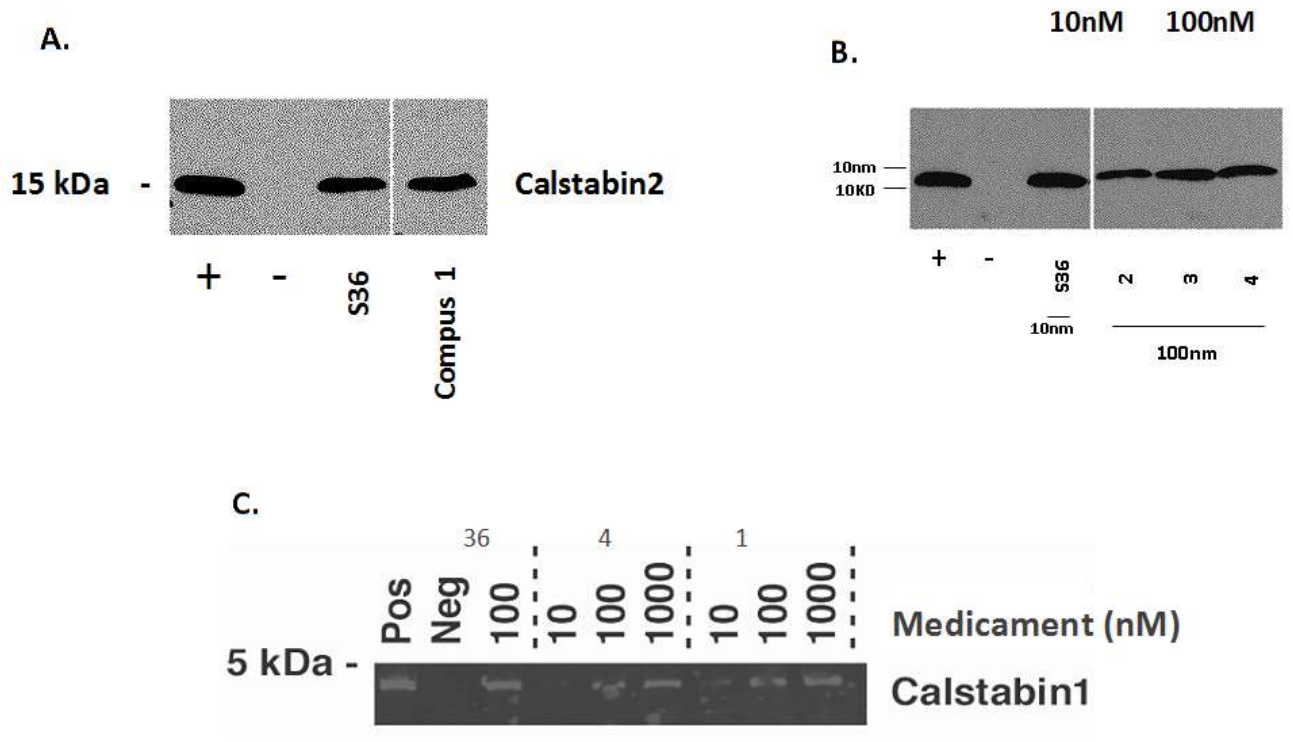 A.
15 kDa -
Calstabin2
+ - S36 Compus 1
10nM 100nM
B.
10nm
10KD
+ - S36 2 3 4
10nm
100nm
C.
36 4 1
Pos Neg 100 10 100 1000 10 100 1000
Medicament (nM)
5 kDa -
Calstabin1